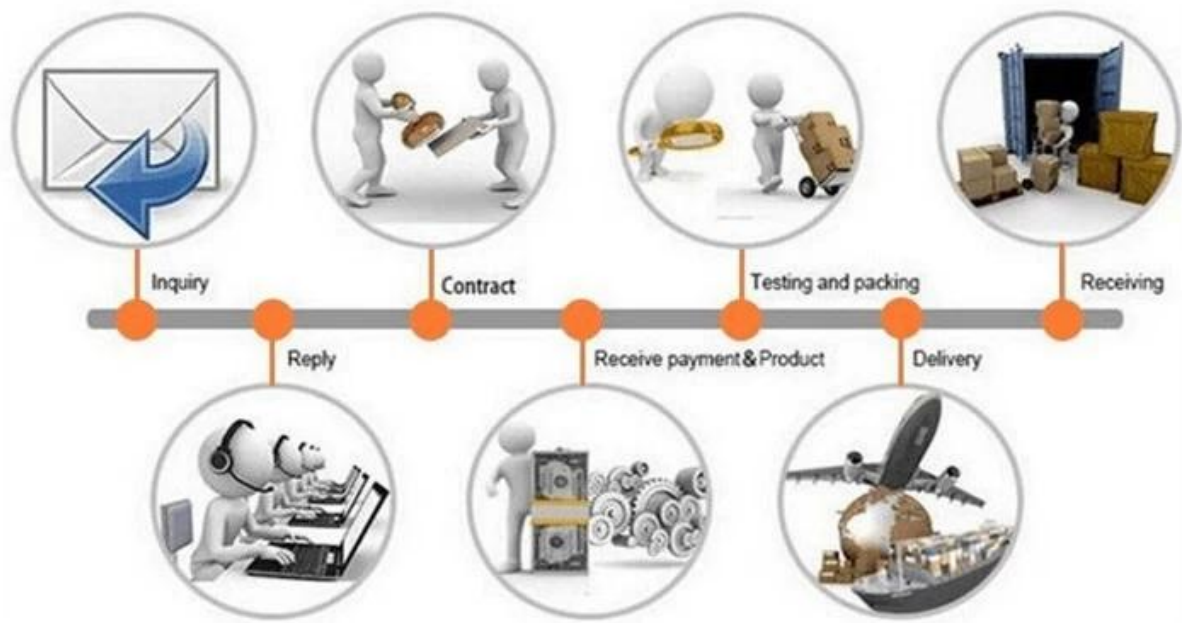 Inquiry
Contract
Testing and packing
Receiving
Reply
Receive payment&Product
Delivery